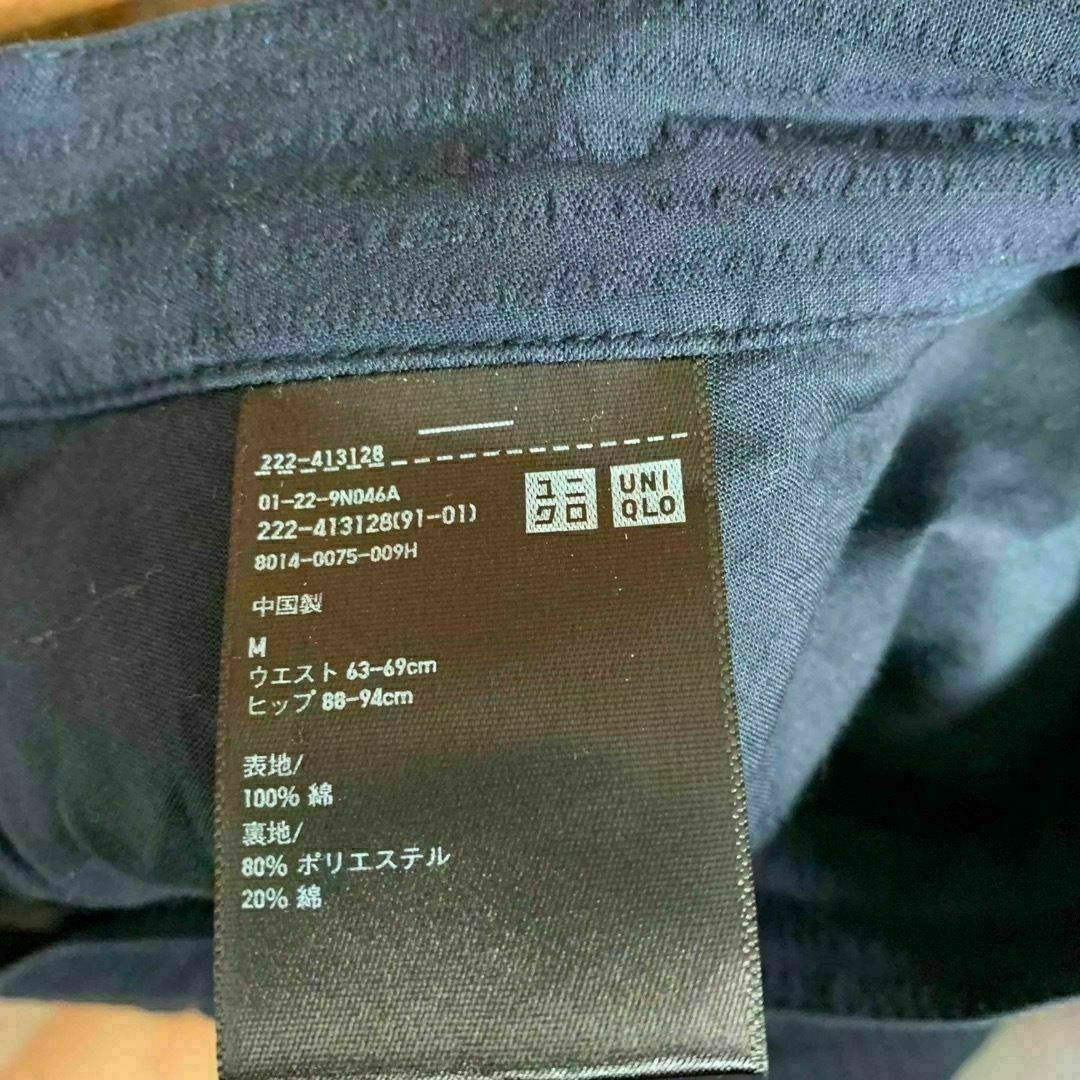 222-413128
01-22-9N046A
222-413128(91-01)
8014-0075-009H
ユニ
クロ
UNI
QLO
中国製
M
ウエスト 63-69cm
ヒップ 88-94cm
表地/
100% 綿
裏地/
80% ポリエステル
20% 綿